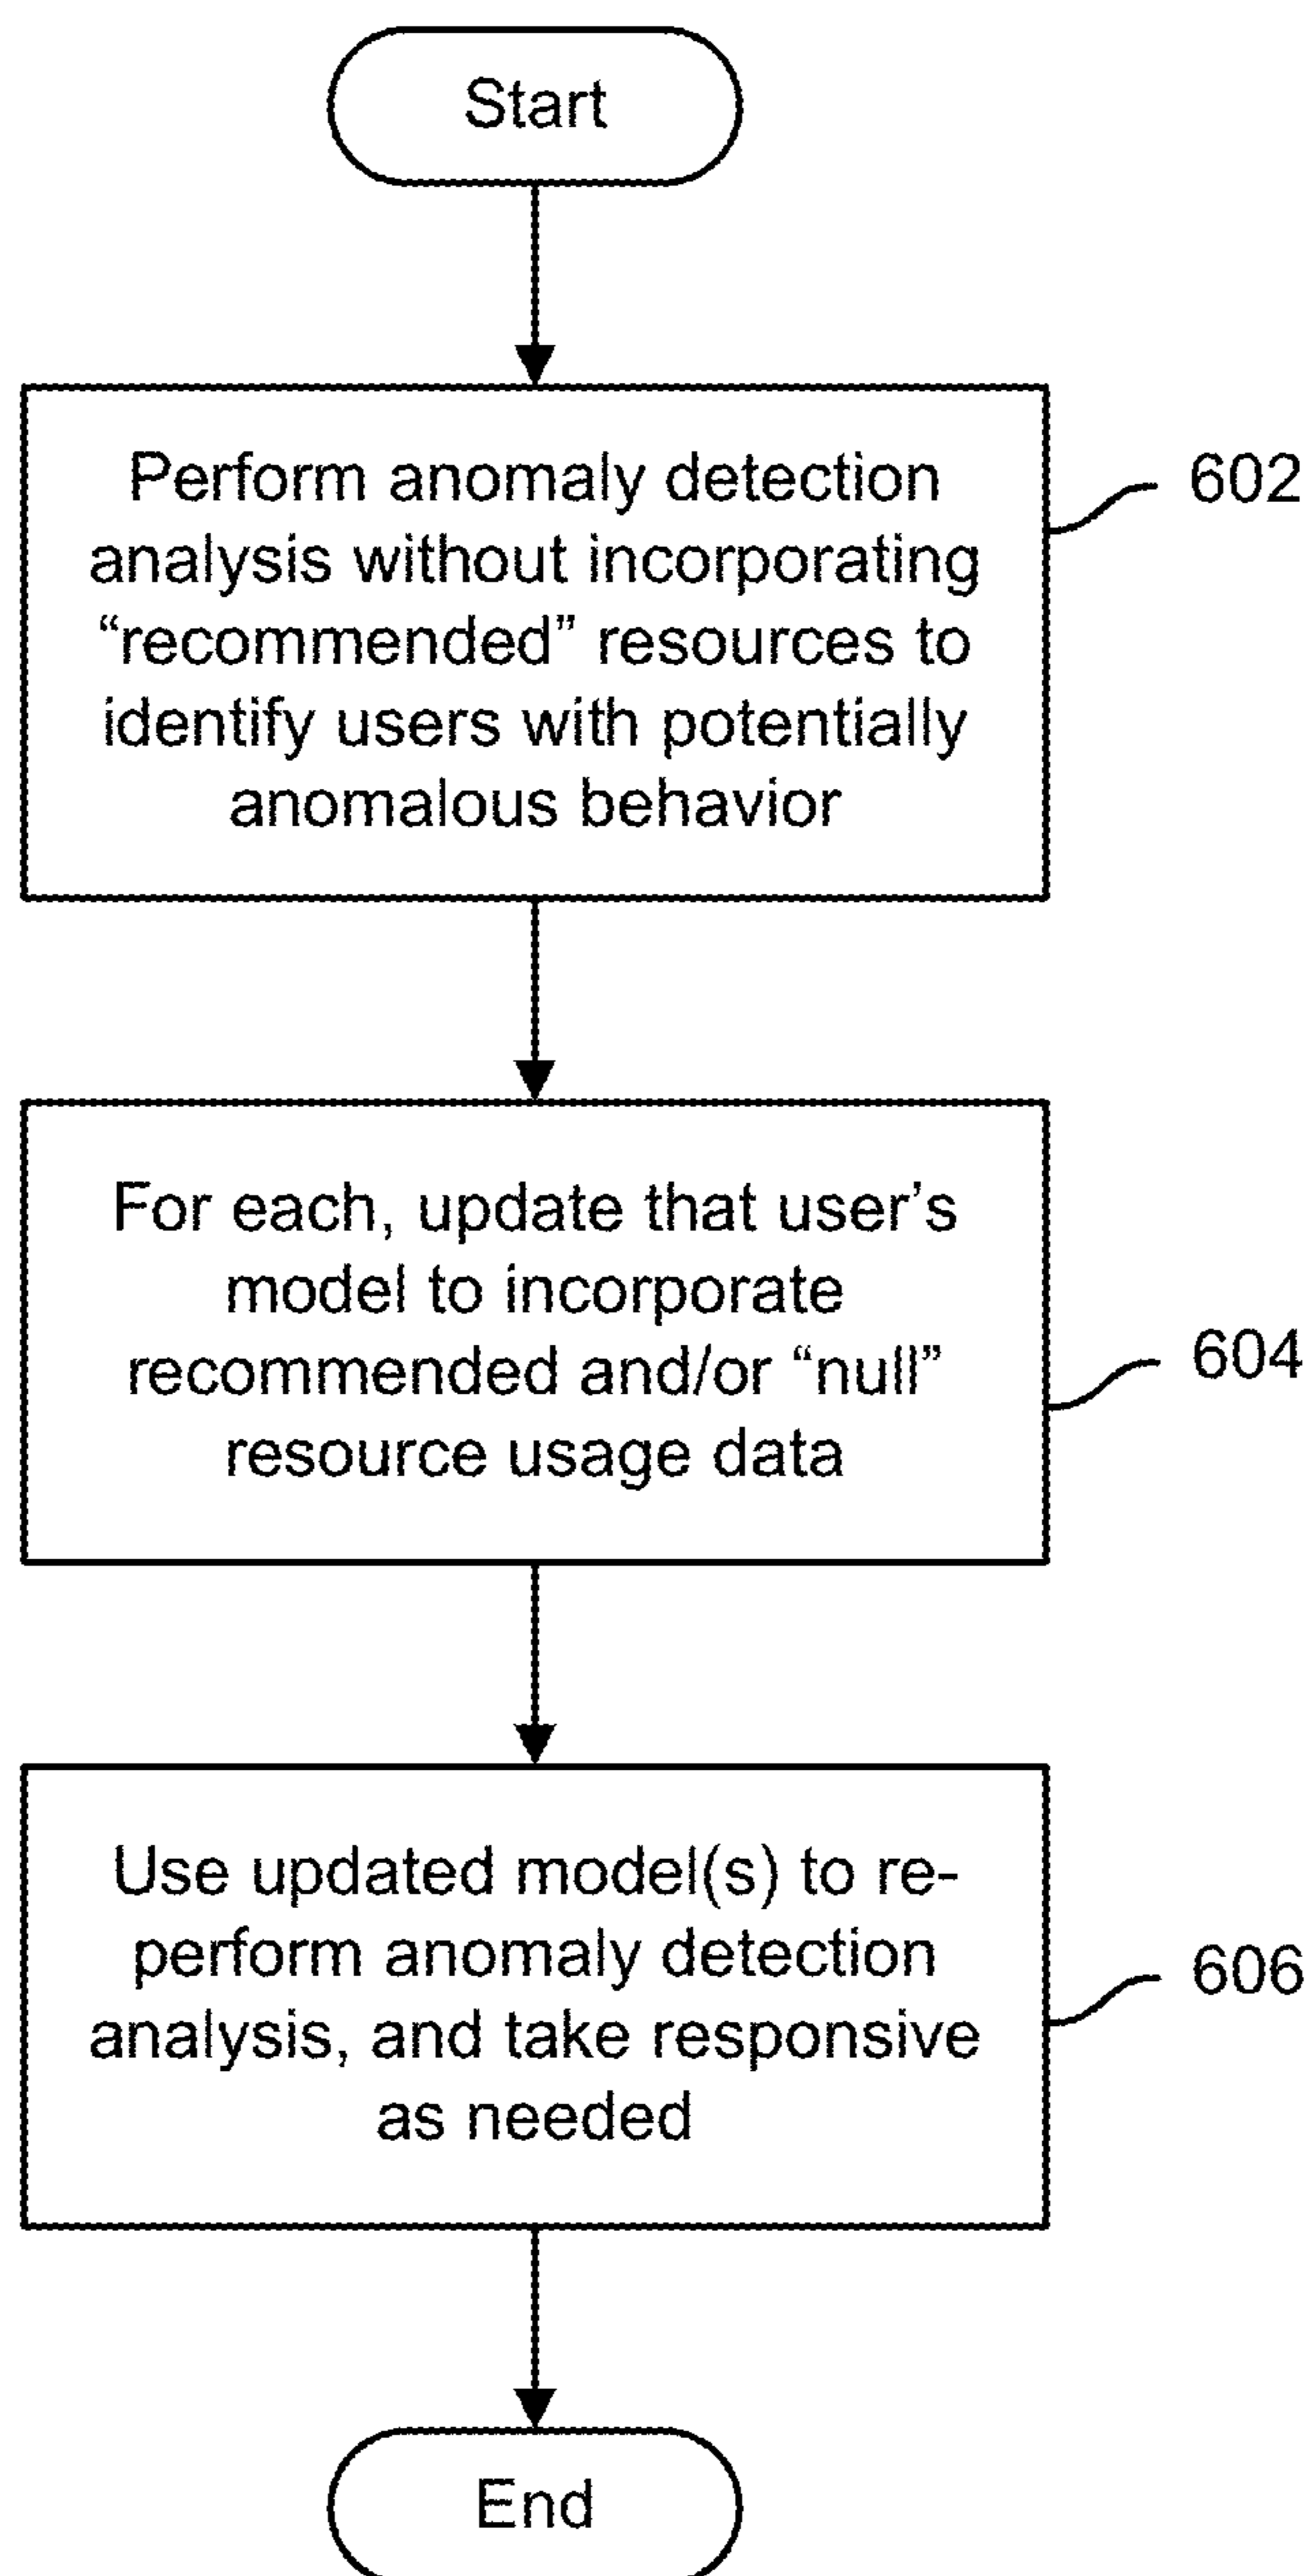 Start
Perform anomaly detection
analysis without incorporating
“recommended” resources to
identify users with potentially
anomalous behavior
602
For each, update that user’s
model to incorporate
recommended and/or “null”
resource usage data
604
Use updated model(s) to re-
perform anomaly detection
analysis, and take responsive
as needed
606
End